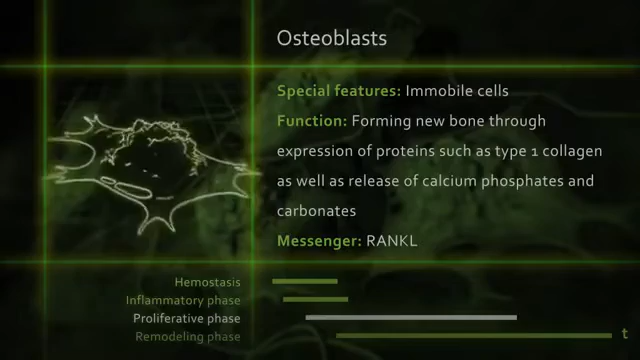 Osteoblasts
Special features: Immobile cells
Function: Forming new bone through
expression of proteins such as type 1 collagen
as well as release of calcium phosphates and
carbonates
Messenger: RANKL
Hemostasis
Inflammatory phase
Proliferative phase
Remodeling phase
t